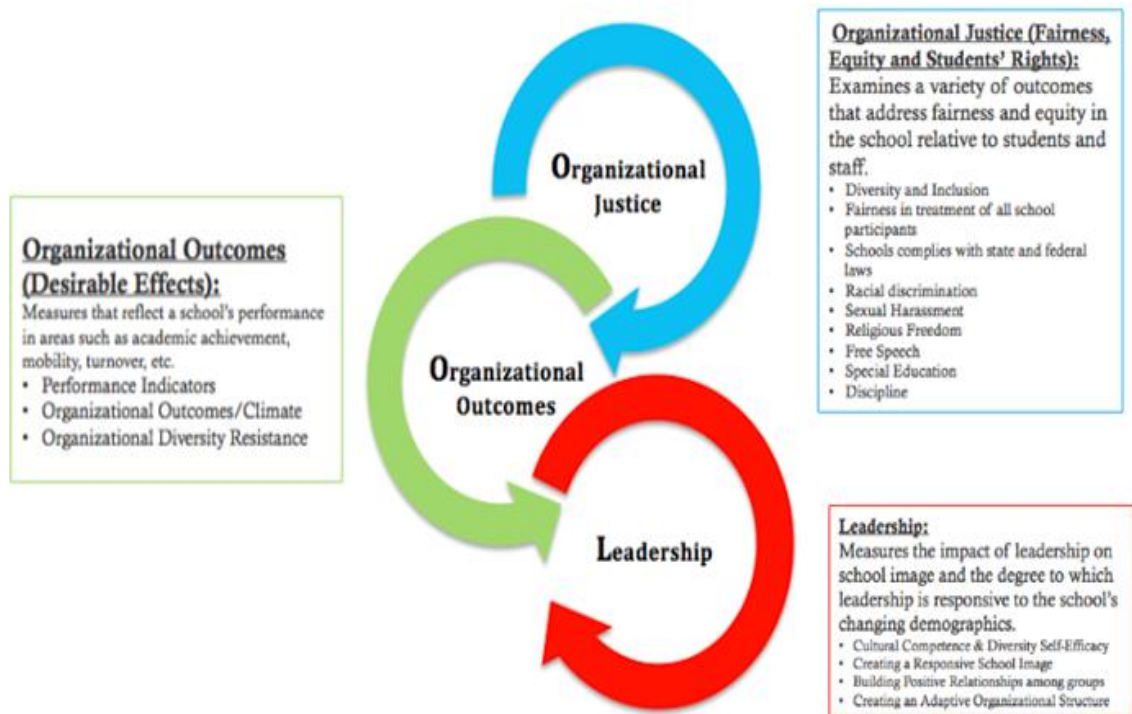 Organizational Justice (Fairness,
Equity and Students' Rights):
Examines a variety of outcomes
that address fairness and equity in
the school relative to students and
staff.
• Diversity and Inclusion
• Fairness in treatment of all school
participants
• Schools complies with state and federal
laws
• Racial discrimination
• Sexual Harassment
• Religious Freedom
• Free Speech
• Special Education
• Discipline
Organizational
Justice
Organizational Outcomes
(Desirable Effects):
Measures that reflect a school's performance
in areas such as academic achievement,
mobility, turnover, etc.
• Performance Indicators
• Organizational Outcomes/Climate
• Organizational Diversity Resistance
Organizational
Outcomes
Leadership
Leadership:
Measures the impact of leadership on
school image and the degree to which
leadership is responsive to the school's
changing demographics.
• Cultural Competence & Diversity Self-Efficacy
• Creating a Responsive School Image
• Building Positive Relationships among groups
• Creating an Adaptive Organizational Structure